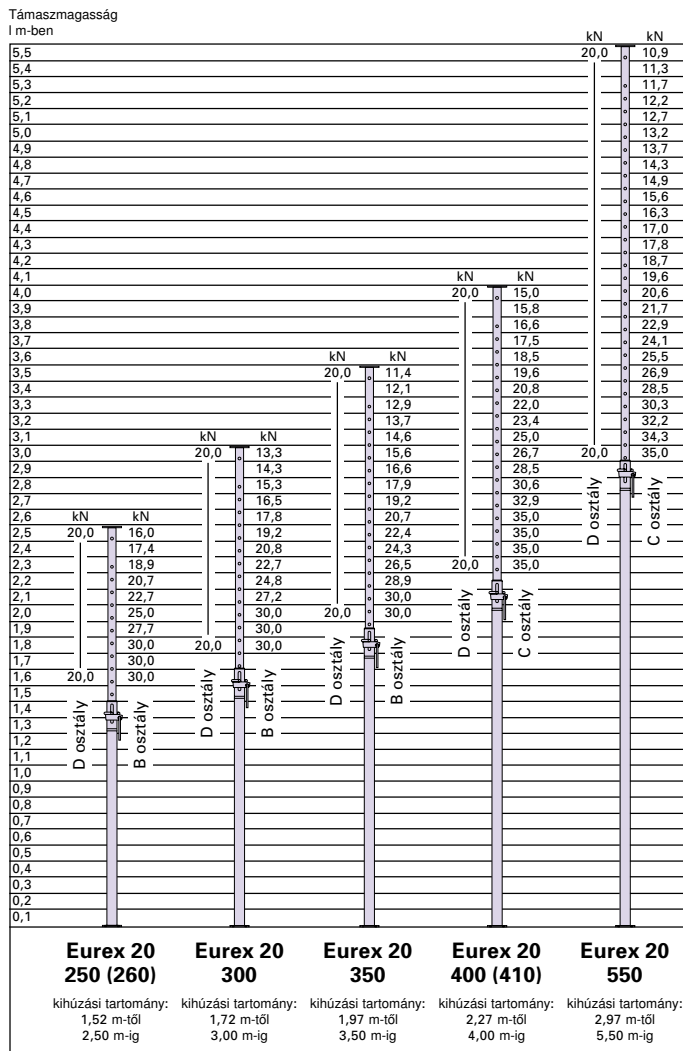 Támaszmagasság
l m-ben
kN kN
5,5 20,0 10,9
5,4 11,3
5,3 11,7
5,2 12,2
5,1 12,7
5,0 13,2
4,9 13,7
4,8 14,3
4,7 14,9
4,6 15,6
4,5 16,3
4,4 17,0
4,3 17,8
4,2 18,7
4,1 kN kN 19,6
4,0 20,0 15,0 20,6
3,9 15,8 21,7
3,8 16,6 22,9
3,7 17,5 24,1
3,6 kN kN 18,5 25,5
3,5 20,0 11,4 19,6 26,9
3,4 12,1 20,8 28,5
3,3 12,9 22,0 30,3
3,2 13,7 23,4 32,2
3,1 kN kN 14,6 25,0 34,3
3,0 20,0 13,3 15,6 26,7 20,0 35,0
2,9 14,3 16,6 28,5
2,8 15,3 17,9 30,6
2,7 16,5 19,2 32,9
2,6 kN kN 17,8 20,7 35,0
2,5 20,0 16,0 19,2 22,4 35,0
2,4 17,4 20,8 24,3 35,0
2,3 18,9 22,7 26,5 20,0 35,0
2,2 20,7 24,8 28,9
2,1 22,7 27,2 30,0
2,0 25,0 30,0 20,0 30,0
1,9 27,7 30,0
1,8 30,0 20,0 30,0
1,7 30,0
1,6 20,0 30,0
1,5
1,4
1,3
1,2
1,1
1,0
0,9
0,8
0,7
0,6
0,5
0,4
0,3
0,2
0,1
D osztály
B osztály
D osztály
B osztály
D osztály
B osztály
D osztály
C osztály
D osztály
C osztály
Eurex 20
250 (260)
kihúzási tartomány:
1,52 m-től
2,50 m-ig
Eurex 20
300
kihúzási tartomány:
1,72 m-től
3,00 m-ig
Eurex 20
350
kihúzási tartomány:
1,97 m-től
3,50 m-ig
Eurex 20
400 (410)
kihúzási tartomány:
2,27 m-től
4,00 m-ig
Eurex 20
550
kihúzási tartomány:
2,97 m-től
5,50 m-ig